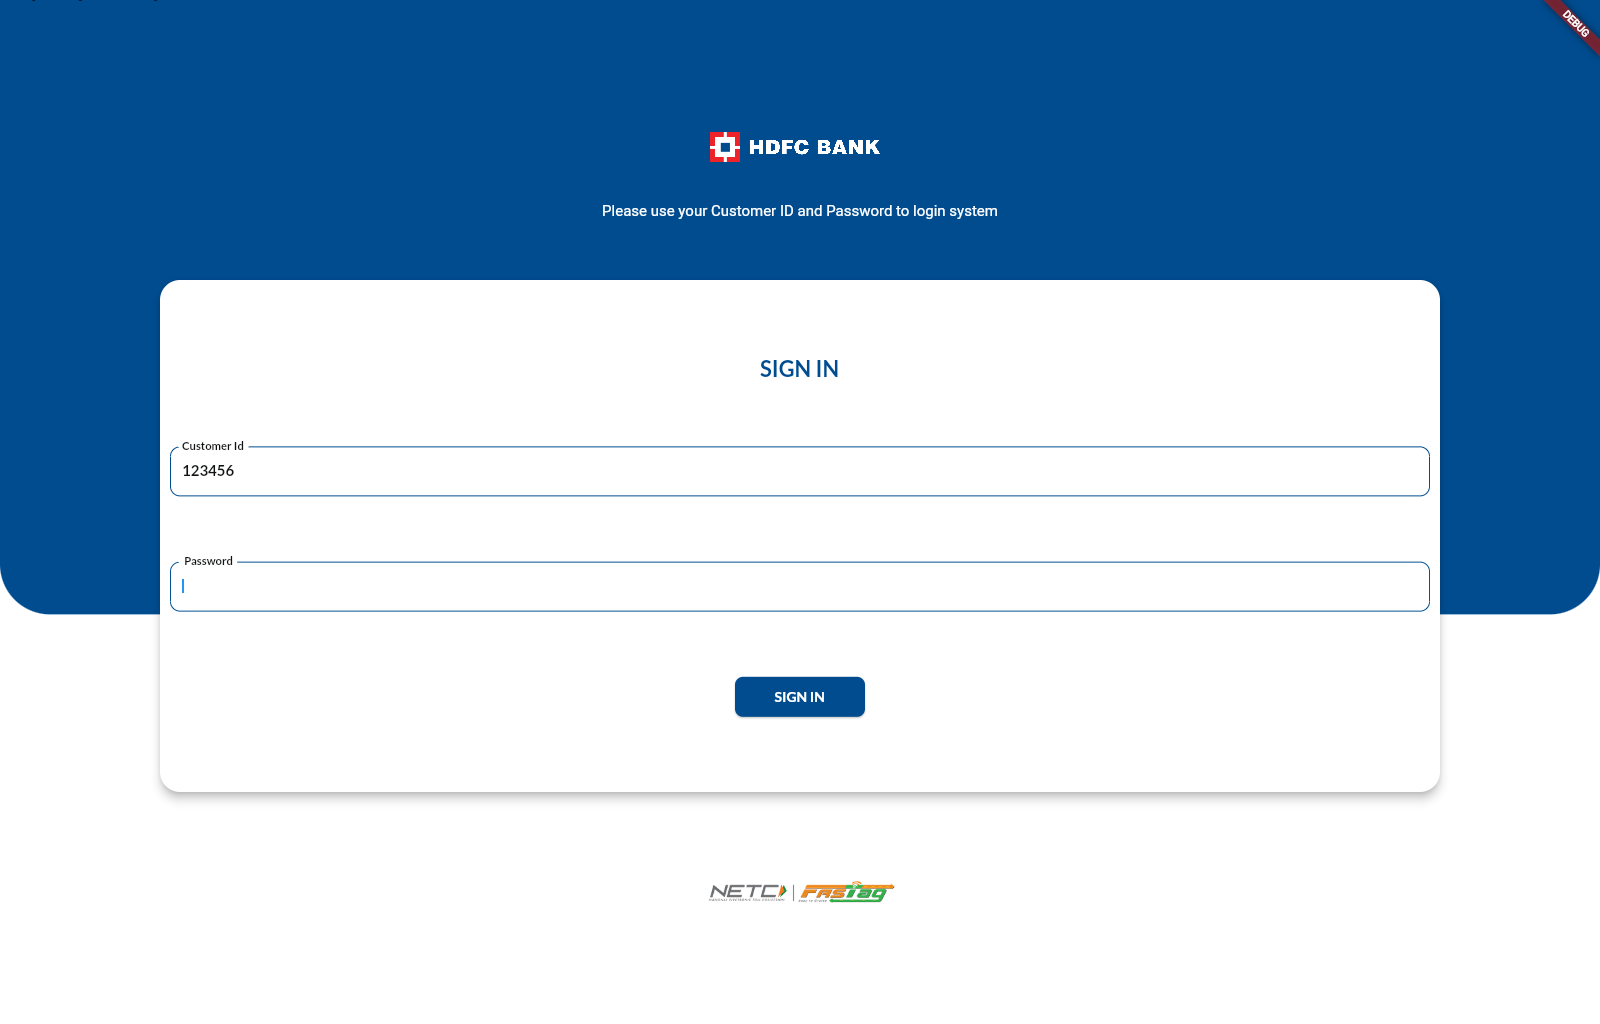 DEBUG
HDFC BANK
Please use your Customer ID and Password to login system
SIGN IN
Customer Id
123456
Password
SIGN IN
NETC
FASTag